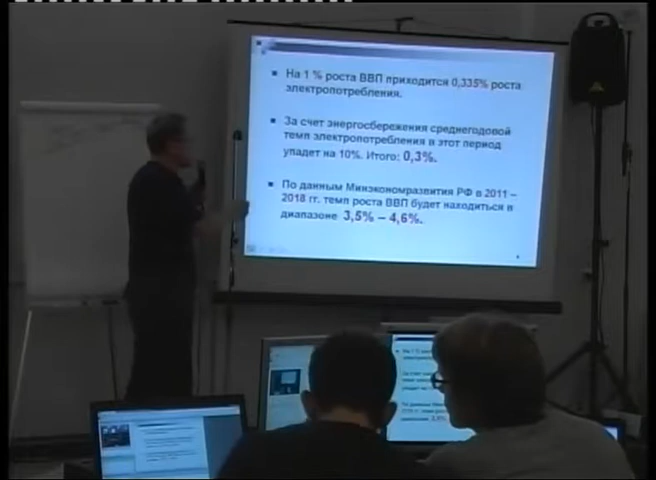 На 1 % роста ВВП приходится 0,335% роста
электропотребления.
За счет энергосбережения среднегодовой
темп электропотребления в этот период
упадет на 10%. Итого: 0,3%.
По данным Минэкономразвития РФ в 2011 –
2018 гг. темп роста ВВП будет находиться в
диапазоне 3,5% – 4,6%.